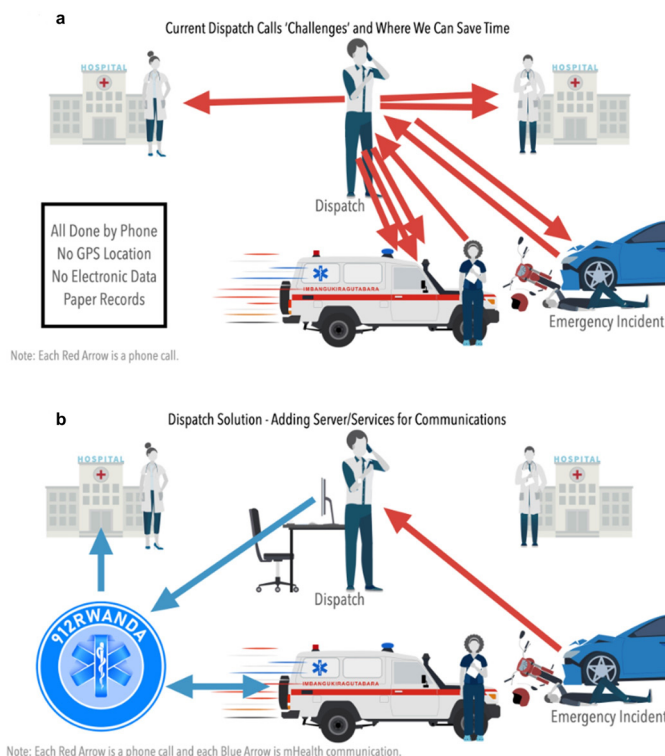 a
Current Dispatch Calls ‘Challenges’ and Where We Can Save Time
HOSPITAL
HOSPITAL
Dispatch
All Done by Phone
No GPS Location
No Electronic Data
Paper Records
IMBANGUKIRAGUTABARA
Emergency Incident
Note: Each Red Arrow is a phone call.
b
Dispatch Solution - Adding Server/Services for Communications
HOSPITAL
HOSPITAL
Dispatch
912RWANDA
IMBANGUKIRAGUTABARA
Emergency Incident
Note: Each Red Arrow is a phone call and each Blue Arrow is mHealth communication.